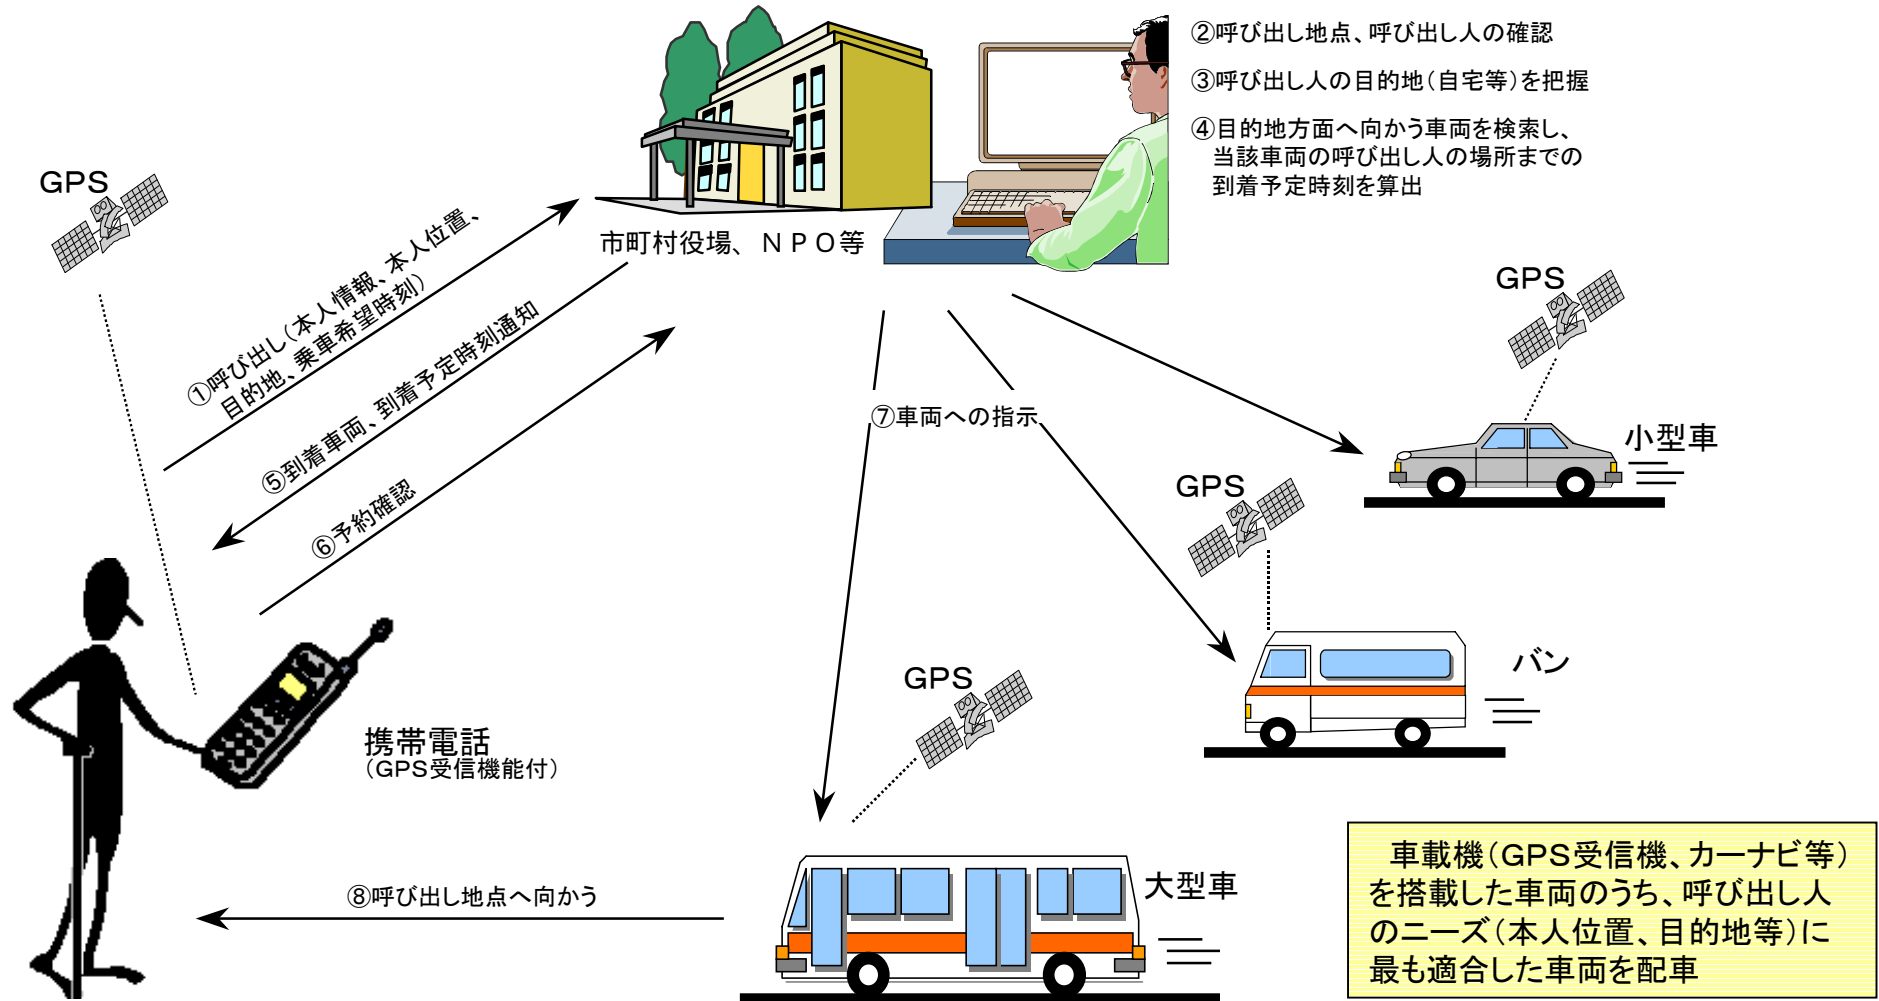 ②呼び出し地点、呼び出し人の確認
③呼び出し人の目的地（自宅等）を把握
④目的地方面へ向かう車両を検索し、
当該車両の呼び出し人の場所までの
到着予定時刻を算出
GPS
市町村役場、ＮＰＯ等
①呼び出し（本人情報、本人位置、
目的地、乗車希望時刻）
⑤到着車両、到着予定時刻通知
⑥予約確認
GPS
⑦車両への指示
小型車
GPS
バン
GPS
携帯電話
（GPS受信機能付）
大型車
⑧呼び出し地点へ向かう
車載機（GPS受信機、カーナビ等）
を搭載した車両のうち、呼び出し人
のニーズ（本人位置、目的地等）に
最も適合した車両を配車